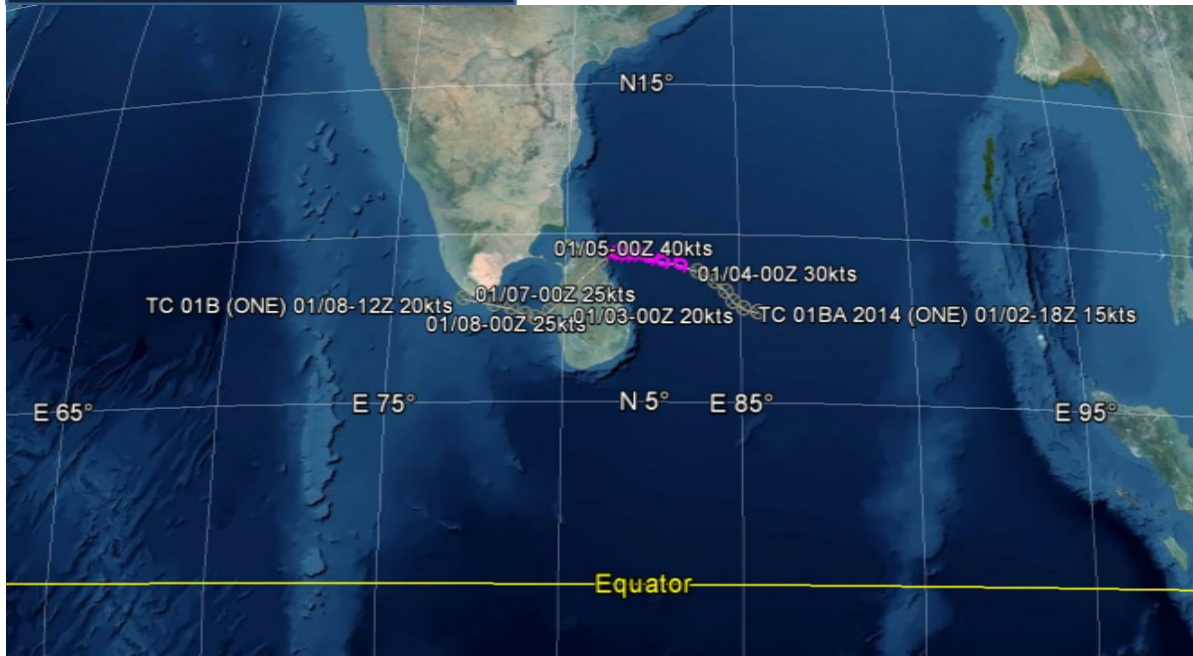 N15°
01/05-00Z 40kts
01/04-00Z 30kts
01/07-00Z 25kts
TC 01B (ONE) 01/08-12Z 20kts
01/03-00Z 20kts
TC 01BA 2014 (ONE) 01/02-18Z 15kts
01/08-00Z 25kts
E 65°
E 75°
N 5°
E 85°
E 95°
Equator